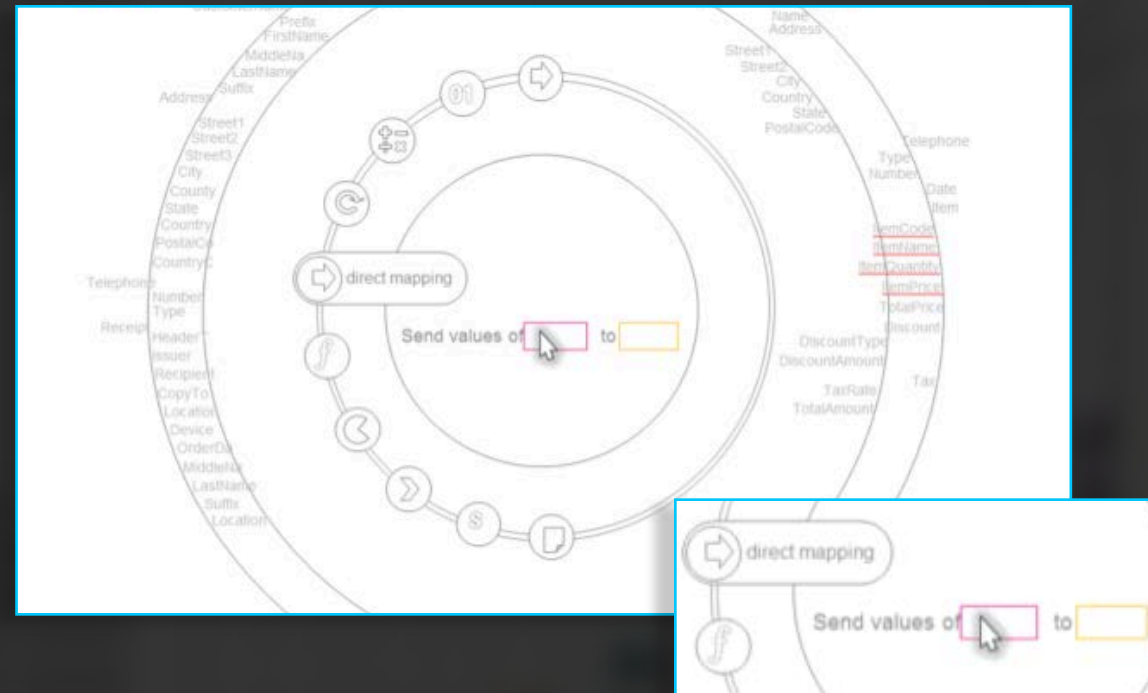 Prefix
FirstName
MiddleNa
LastName
Suffix
Address
Street1
Street2
Street3
City
County
State
Country
PostalCo
CountryC
Telephone
Number
Type
Receipt
Header
Issuer
Recipient
CopyTo
Location
Device
OrderDa
MiddleNa
LastName
Suffix
Location
01
direct mapping
Send values of to
S
Name
Address
Street1
Street2
City
Country
State
PostalCode
Telephone
Type
Number
Date
Item
ItemCode
ItemName
ItemQuantity
ItemPrice
TotalPrice
Discount
DiscountType
DiscountAmount
Tax
TaxRate
TotalAmount
direct mapping
Send values of to